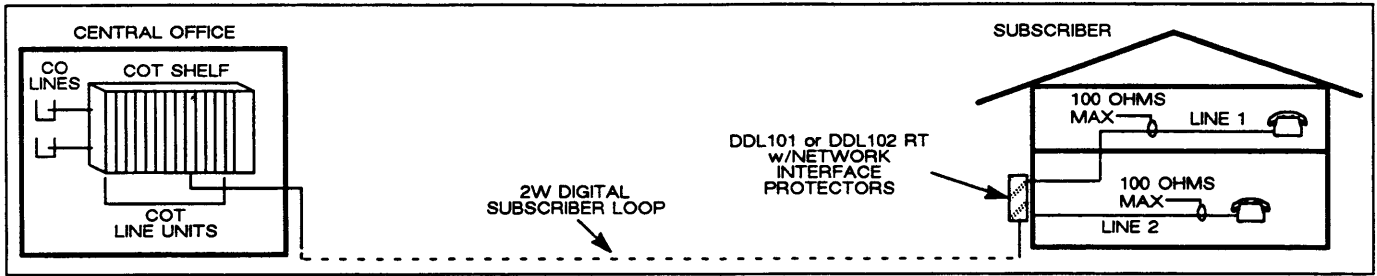 CENTRAL OFFICE
CO
LINES
COT SHELF
COT
LINE UNITS
2W DIGITAL
SUBSCRIBER LOOP
DDL101 or DDL102 RT
w/NETWORK
INTERFACE
PROTECTORS
SUBSCRIBER
100 OHMS
MAX
LINE 1
100 OHMS
MAX
LINE 2